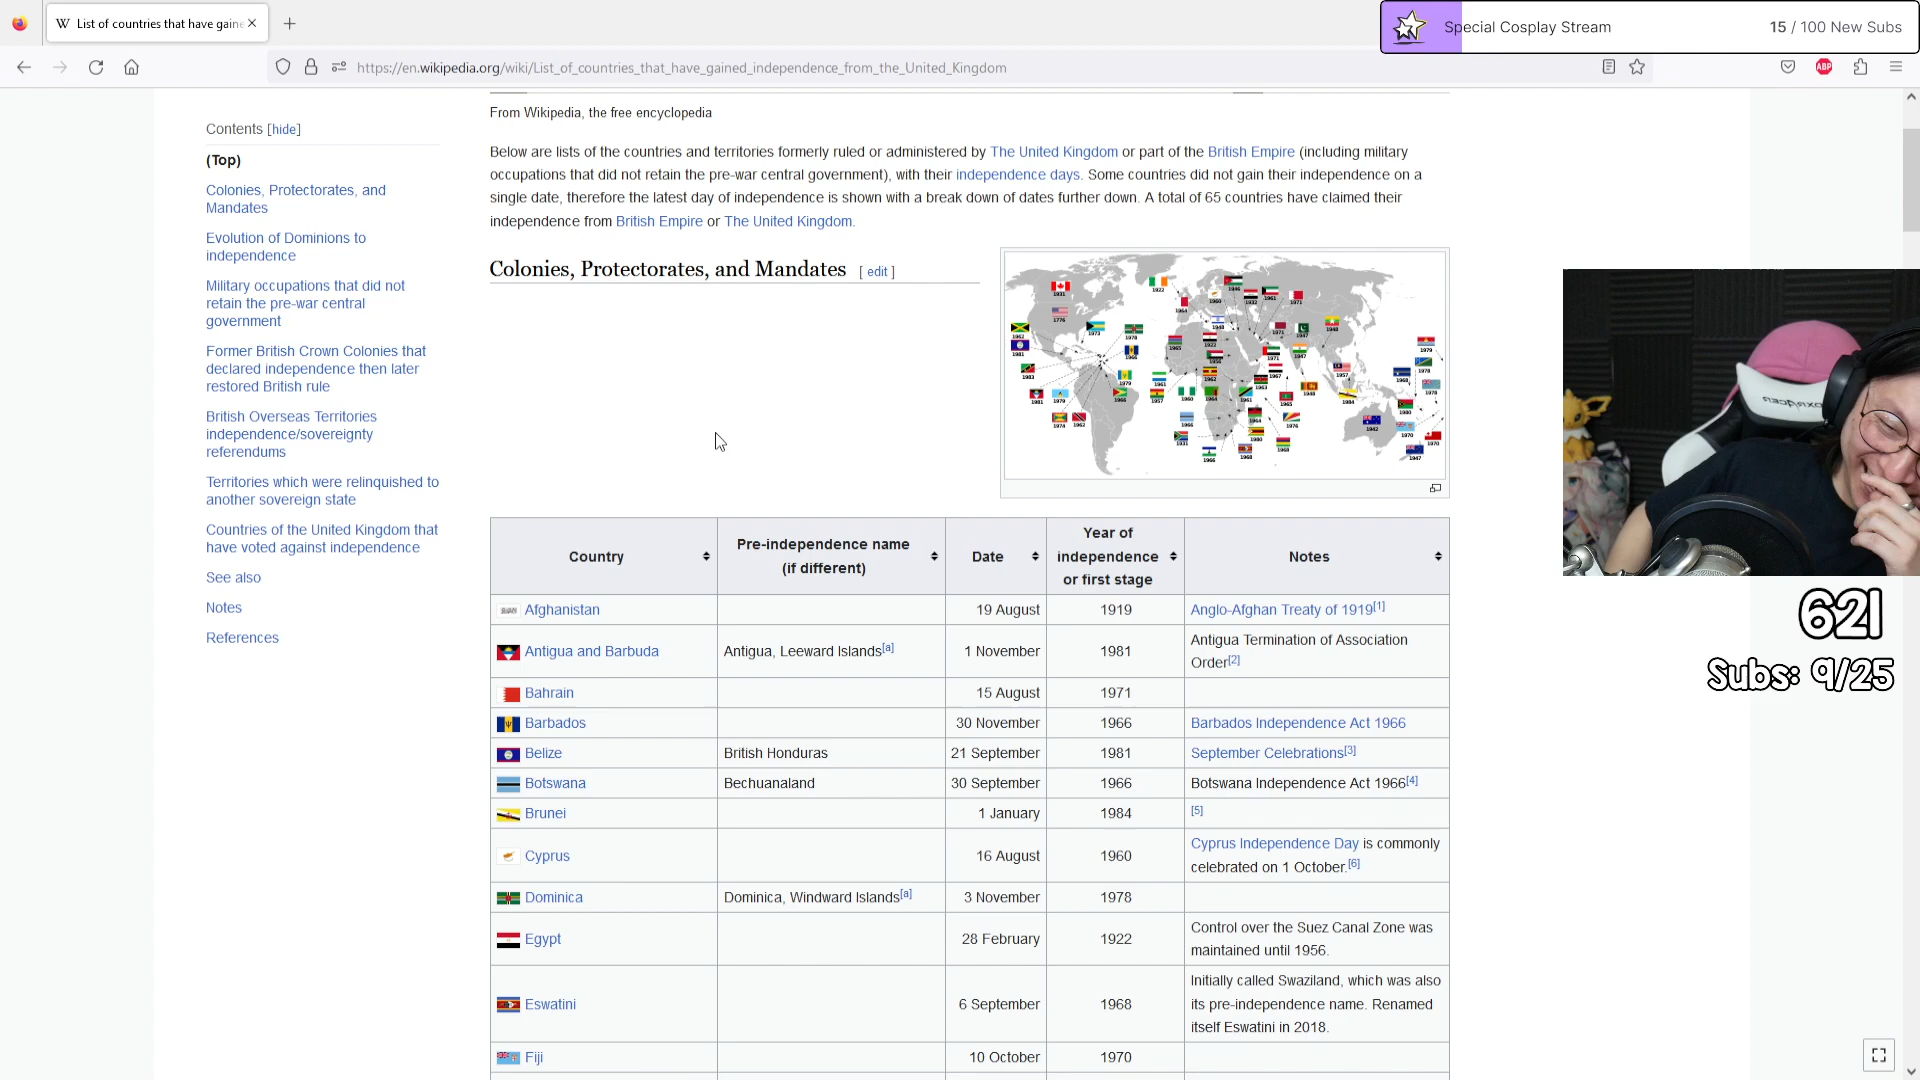 List of countries that have gain
Special Cosplay Stream
15 / 100 New Subs
https://en.wikipedia.org/wiki/List_of_countries_that_have_gained_independence_from_the_United_Kingdom
ABP
From Wikipedia, the free encyclopedia
Contents [hide]
(Top)
Colonies, Protectorates, and
Mandates
Evolution of Dominions to
independence
Military occupations that did not
retain the pre-war central
government
Former British Crown Colonies that
declared independence then later
restored British rule
British Overseas Territories
independence/sovereignty
referendums
Territories which were relinquished to
another sovereign state
Countries of the United Kingdom that
have voted against independence
See also
Notes
References
Below are lists of the countries and territories formerly ruled or administered by The United Kingdom or part of the British Empire (including military
occupations that did not retain the pre-war central government), with their independence days. Some countries did not gain their independence on a
single date, therefore the latest day of independence is shown with a break down of dates further down. A total of 65 countries have claimed their
independence from British Empire or The United Kingdom.
Colonies, Protectorates, and Mandates [ edit ]
Country
Pre-independence name
(if different)
Date
Year of
independence
or first stage
Notes
Afghanistan 19 August 1919 Anglo-Afghan Treaty of 1919[1]
Antigua and Barbuda Antigua, Leeward Islands[a] 1 November 1981 Antigua Termination of Association
Order[2]
Bahrain 15 August 1971
Barbados 30 November 1966 Barbados Independence Act 1966
Belize British Honduras 21 September 1981 September Celebrations[3]
Botswana Bechuanaland 30 September 1966 Botswana Independence Act 1966[4]
Brunei 1 January 1984 [5]
Cyprus 16 August 1960 Cyprus Independence Day is commonly
celebrated on 1 October.[6]
Dominica Dominica, Windward Islands[a] 3 November 1978
Egypt 28 February 1922 Control over the Suez Canal Zone was
maintained until 1956.
Eswatini 6 September 1968 Initially called Swaziland, which was also
its pre-independence name. Renamed
itself Eswatini in 2018.
Fiji 10 October 1970
621
Subs: 9/25